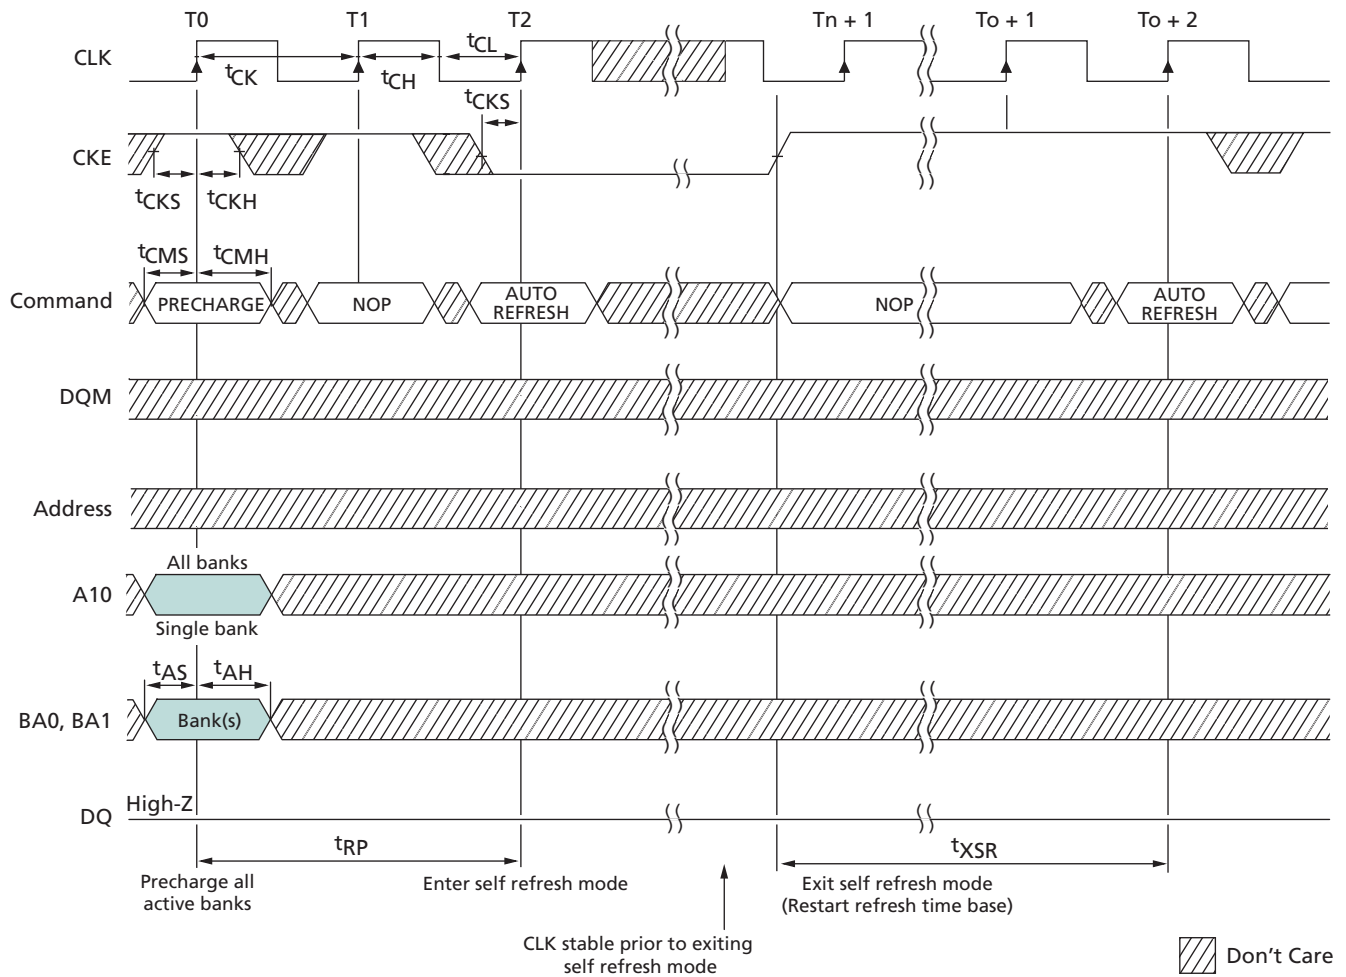 T0 T1 T2 Tn + 1 To + 1 To + 2
CLK
tCK tCH tCL
tCKS
CKE
tCKS tCKH
tCMS tCMH
Command PRECHARGE NOP AUTO REFRESH NOP AUTO REFRESH
DQM
Address
All banks
A10
Single bank
tAS tAH
BA0, BA1 Bank(s)
High-Z
DQ
tRP tXSR
Precharge all
active banks
Enter self refresh mode
Exit self refresh mode
(Restart refresh time base)
CLK stable prior to exiting
self refresh mode
Don't Care